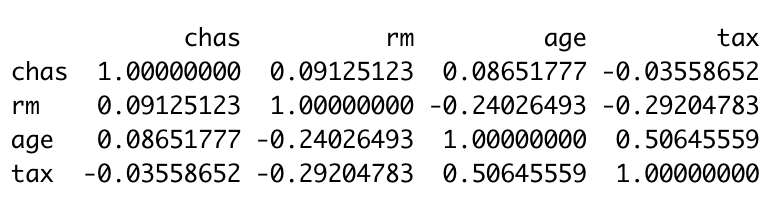 chas rm age tax
chas 1.00000000 0.09125123 0.08651777 -0.03558652
rm 0.09125123 1.00000000 -0.24026493 -0.29204783
age 0.08651777 -0.24026493 1.00000000 0.50645559
tax -0.03558652 -0.29204783 0.50645559 1.00000000